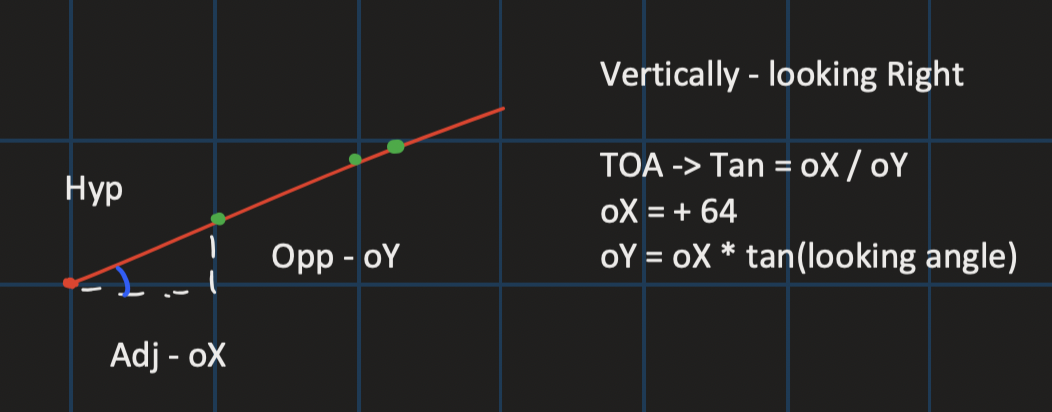 Vertically - looking Right
TOA -> Tan = oX / oY
Hyp
oX = + 64
Opp - oY
oY = oX * tan(looking angle)
Adj - oX